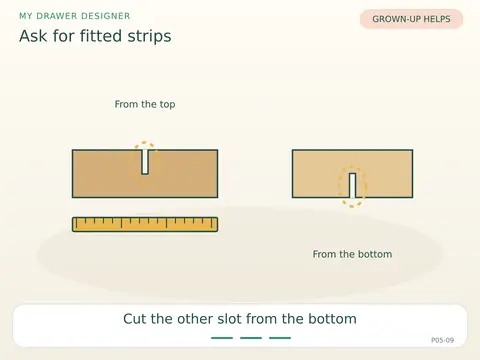 MY DRAWER DESIGNER
GROWN-UP HELPS
Ask for fitted strips
From the top
From the bottom
Cut the other slot from the bottom
P05-09